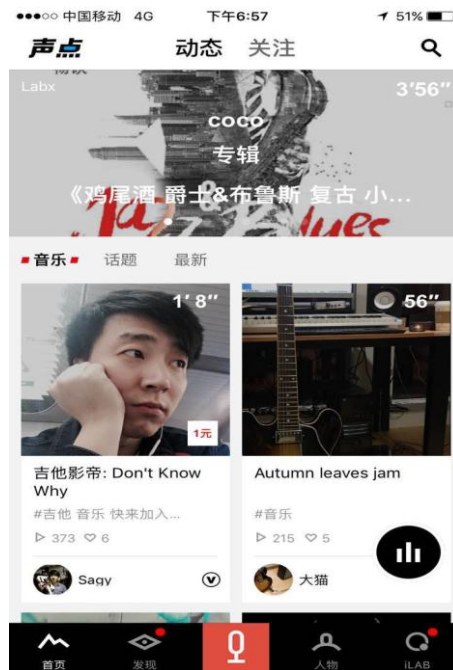 中国移动 4G 下午6:57 51%
声点 动态 关注
Labx 3′56″
coco
专辑
《鸡尾酒 爵士&布鲁斯 复古 小...
音乐 话题 最新
1′8″
1元
吉他影帝: Don't Know
Why
#吉他 音乐 快来加入...
373 6
Sagy
56″
Autumn leaves jam
#音乐
215 5
大猫
首页 发现 人物 iLAB